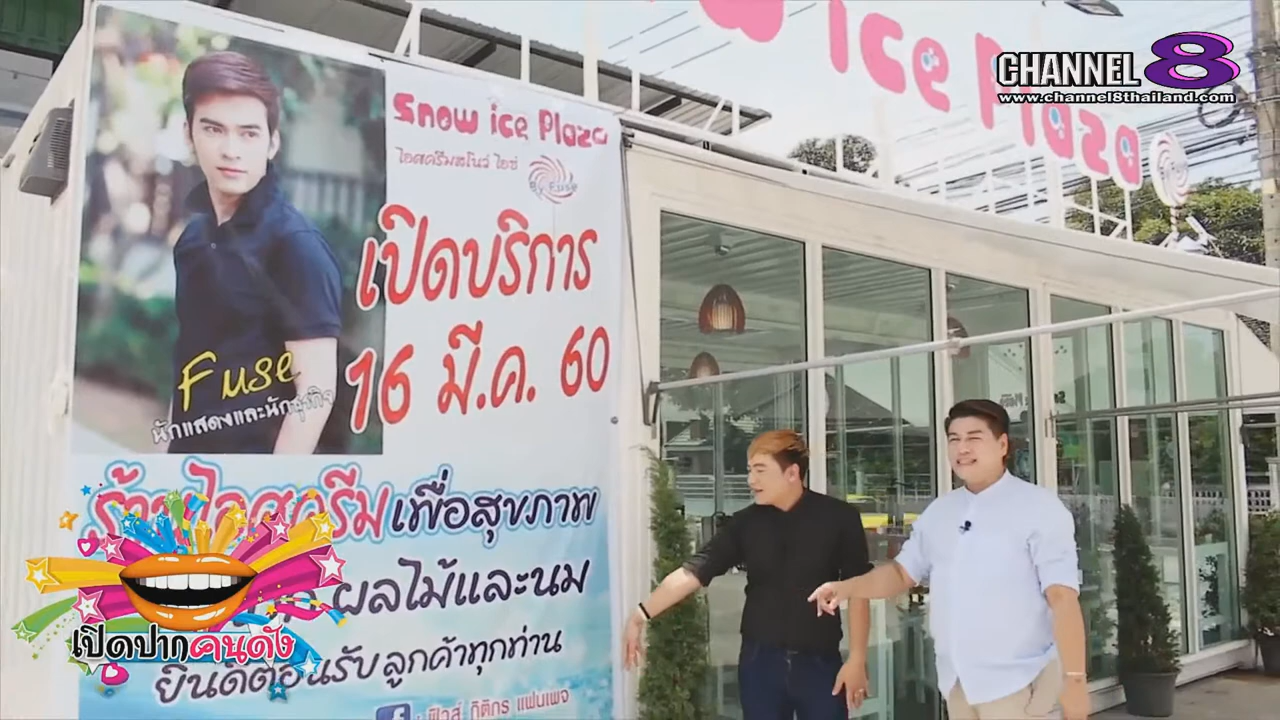 Snow ice Plaza
ไอศครีมสโนว์ ไอซ์
By Fuse
เปิดบริการ
16 มี.ค. 60
Fuse
นักแสดงและนักธุรกิจ
ร้านไอศครีมเพื่อสุขภาพ
ผลไม้และนม
ยินดีต้อนรับ ลูกค้าทุกท่าน
ฟิวส์ กิติกร แฟนเพจ
ice Plaza
CHANNEL 8
www.channel8thailand.com
เปิดปากคนดัง